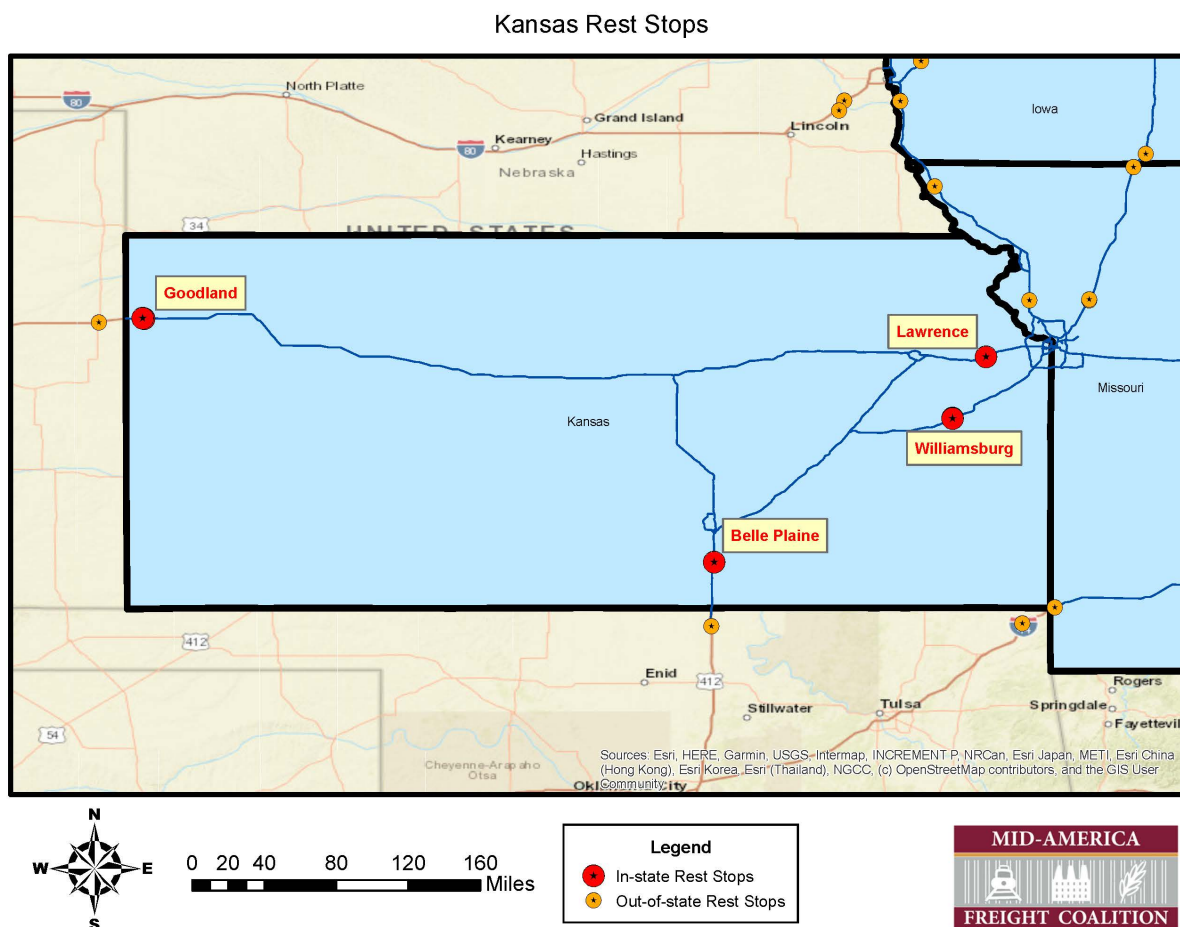 Kansas Rest Stops
North Platte
80
Grand Island
Lincoln
Iowa
Kearney
80
Hastings
Nebraska
34
UNITED STATES
Goodland
Lawrence
Missouri
Kansas
Williamsburg
Belle Plaine
412
Enid
412
Rogers
Tulsa
Springdale
Stillwater
Fayettevil
54
Cheyenne-Arapaho
Otsa
Sources: Esri, HERE, Garmin, USGS, Intermap, INCREMENT P, NRCan, Esri Japan, METI, Esri China
(Hong Kong), Esri Korea, Esri (Thailand), NGCC, (c) OpenStreetMap contributors, and the GIS User
Community
N
W
E
S
0 20 40 80 120 160
Miles
Legend
In-state Rest Stops
Out-of-state Rest Stops
MID-AMERICA
FREIGHT COALITION